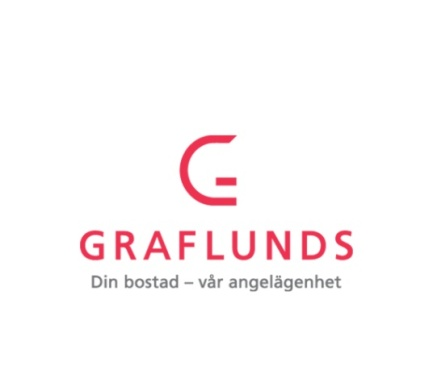 GRAFLUNDS
Din bostad – vår angelägenhet